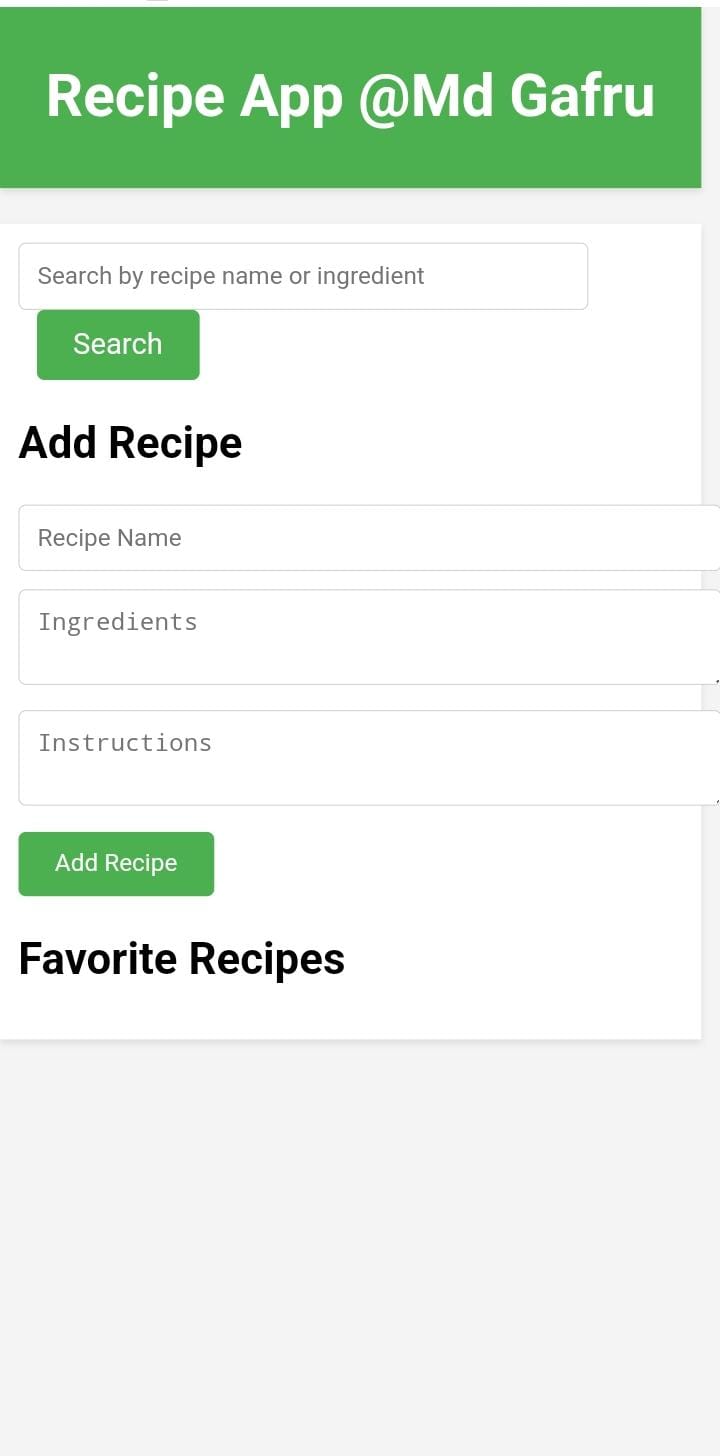 Recipe App @Md Gafru
Search by recipe name or ingredient
Search
Add Recipe
Recipe Name
Ingredients
Instructions
Add Recipe
Favorite Recipes